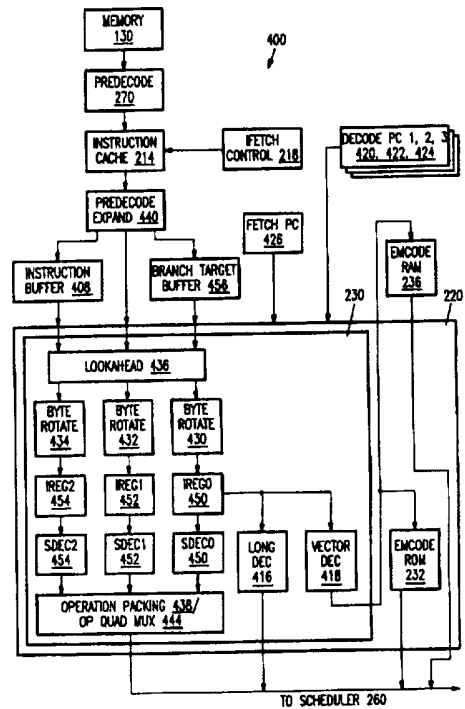 MEMORY
130
400
PREDECODE
270
INSTRUCTION
CACHE 214
IFETCH
CONTROL 218
DECODE PC 1, 2, 3
420, 422, 424
PREDECODE
EXPAND 440
FETCH PC
426
EMCODE
RAM 236
INSTRUCTION
BUFFER 408
BRANCH TARGET
BUFFER 456
230
220
LOOKAHEAD 436
BYTE
ROTATE
434
BYTE
ROTATE
432
BYTE
ROTATE
430
IREG2
454
IREG1
452
IREG0
450
SDEC2
454
SDEC1
452
SDEC0
450
LONG
DEC
416
VECTOR
DEC
418
EMCODE
ROM
232
OPERATION PACKING 438/
OP QUAD MUX 444
TO SCHEDULER 260